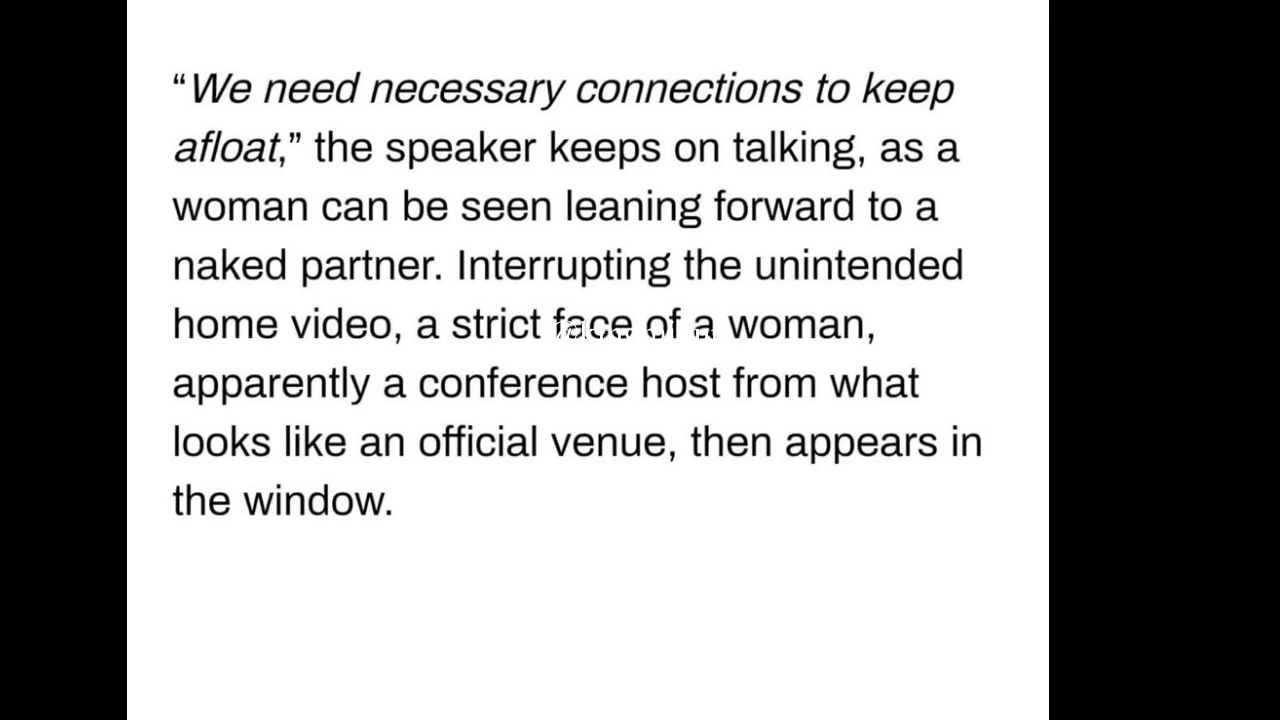 “We need necessary connections to keep
afloat,” the speaker keeps on talking, as a
woman can be seen leaning forward to a
naked partner. Interrupting the unintended
home video, a strict face of a woman,
apparently a conference host from what
looks like an official venue, then appears in
the window.